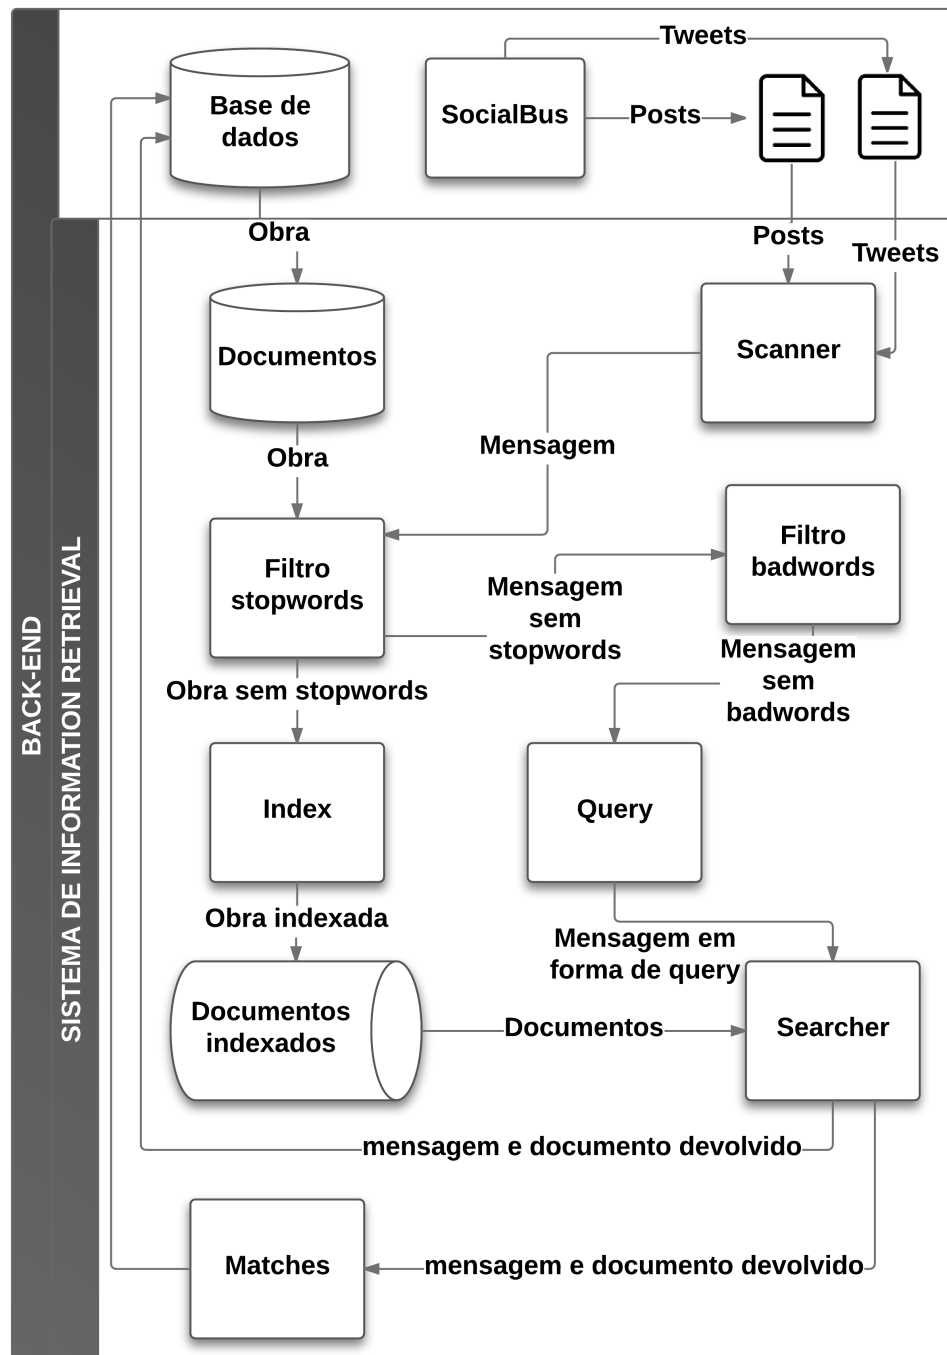 Tweets
Base de
dados
SocialBus
Posts
Obra
Posts
Tweets
Documentos
Scanner
Mensagem
Obra
Filtro
badwords
Filtro
stopwords
Mensagem
sem
stopwords
Mensagem
sem
badwords
Obra sem stopwords
Index
Query
Obra indexada
Mensagem em
forma de query
Documentos
indexados
Documentos
Searcher
mensagem e documento devolvido
Matches
mensagem e documento devolvido
BACK-END
SISTEMA DE INFORMATION RETRIEVAL